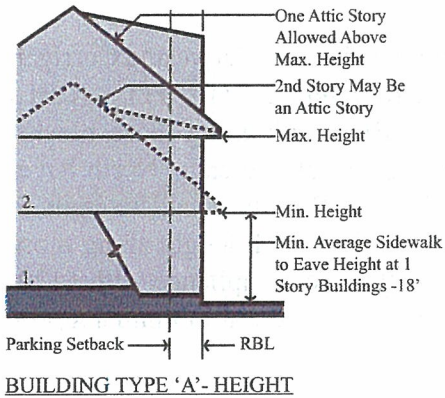 One Attic Story
Allowed Above
Max. Height
2nd Story May Be
an Attic Story
Max. Height
2.
Min. Height
Min. Average Sidewalk
to Eave Height at 1
Story Buildings -18'
1.
Parking Setback
RBL
BUILDING TYPE 'A'- HEIGHT